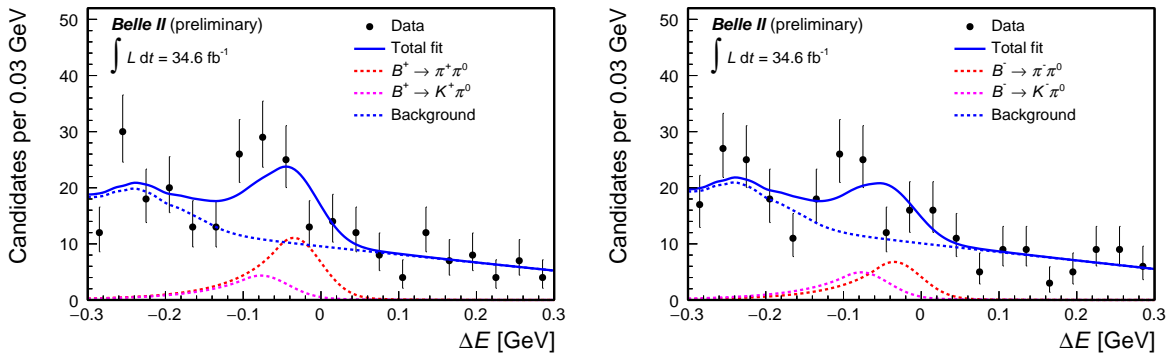 Belle II (preliminary)
∫ L dt = 34.6 fb⁻¹
Data
Total fit
B⁺ → π⁺π⁰
B⁺ → K⁺π⁰
Background
Candidates per 0.03 GeV
0
10
20
30
40
50
−0.3 −0.2 −0.1 0 0.1 0.2 0.3
ΔE [GeV]
Belle II (preliminary)
∫ L dt = 34.6 fb⁻¹
Data
Total fit
B⁻ → π⁻π⁰
B⁻ → K⁻π⁰
Background
Candidates per 0.03 GeV
0
10
20
30
40
50
−0.3 −0.2 −0.1 0 0.1 0.2 0.3
ΔE [GeV]